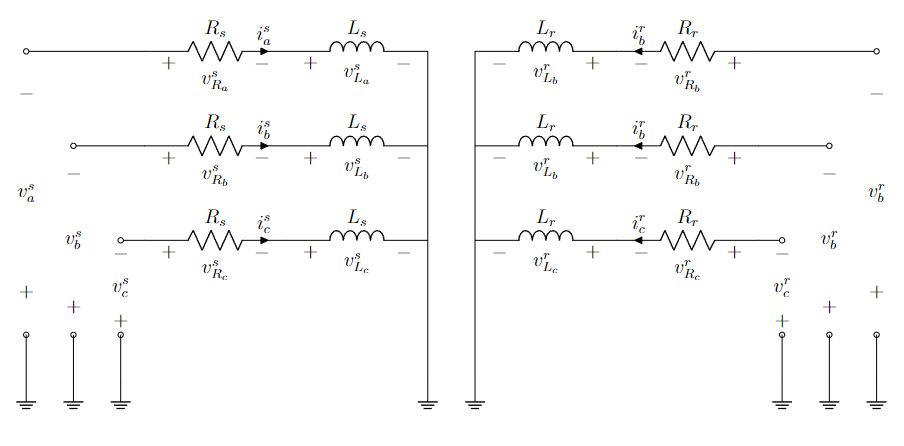 R_s i_a^s L_s L_r i_b^r R_r
+ − + − − + − +
v_{R_a}^s v_{L_a}^s v_{L_b}^r v_{R_b}^r
− −
R_s i_b^s L_s L_r i_b^r R_r
+ − + − − + − +
− v_{R_b}^s v_{L_b}^s v_{L_b}^r v_{R_b}^r −
v_a^s v_b^r
R_s i_c^s L_s L_r i_c^r R_r
v_b^s v_b^r
− + − + − − + − + −
v_{R_c}^s v_{L_c}^s v_{L_c}^r v_{R_c}^r
v_c^s v_c^r
+ +
+ +
+ +